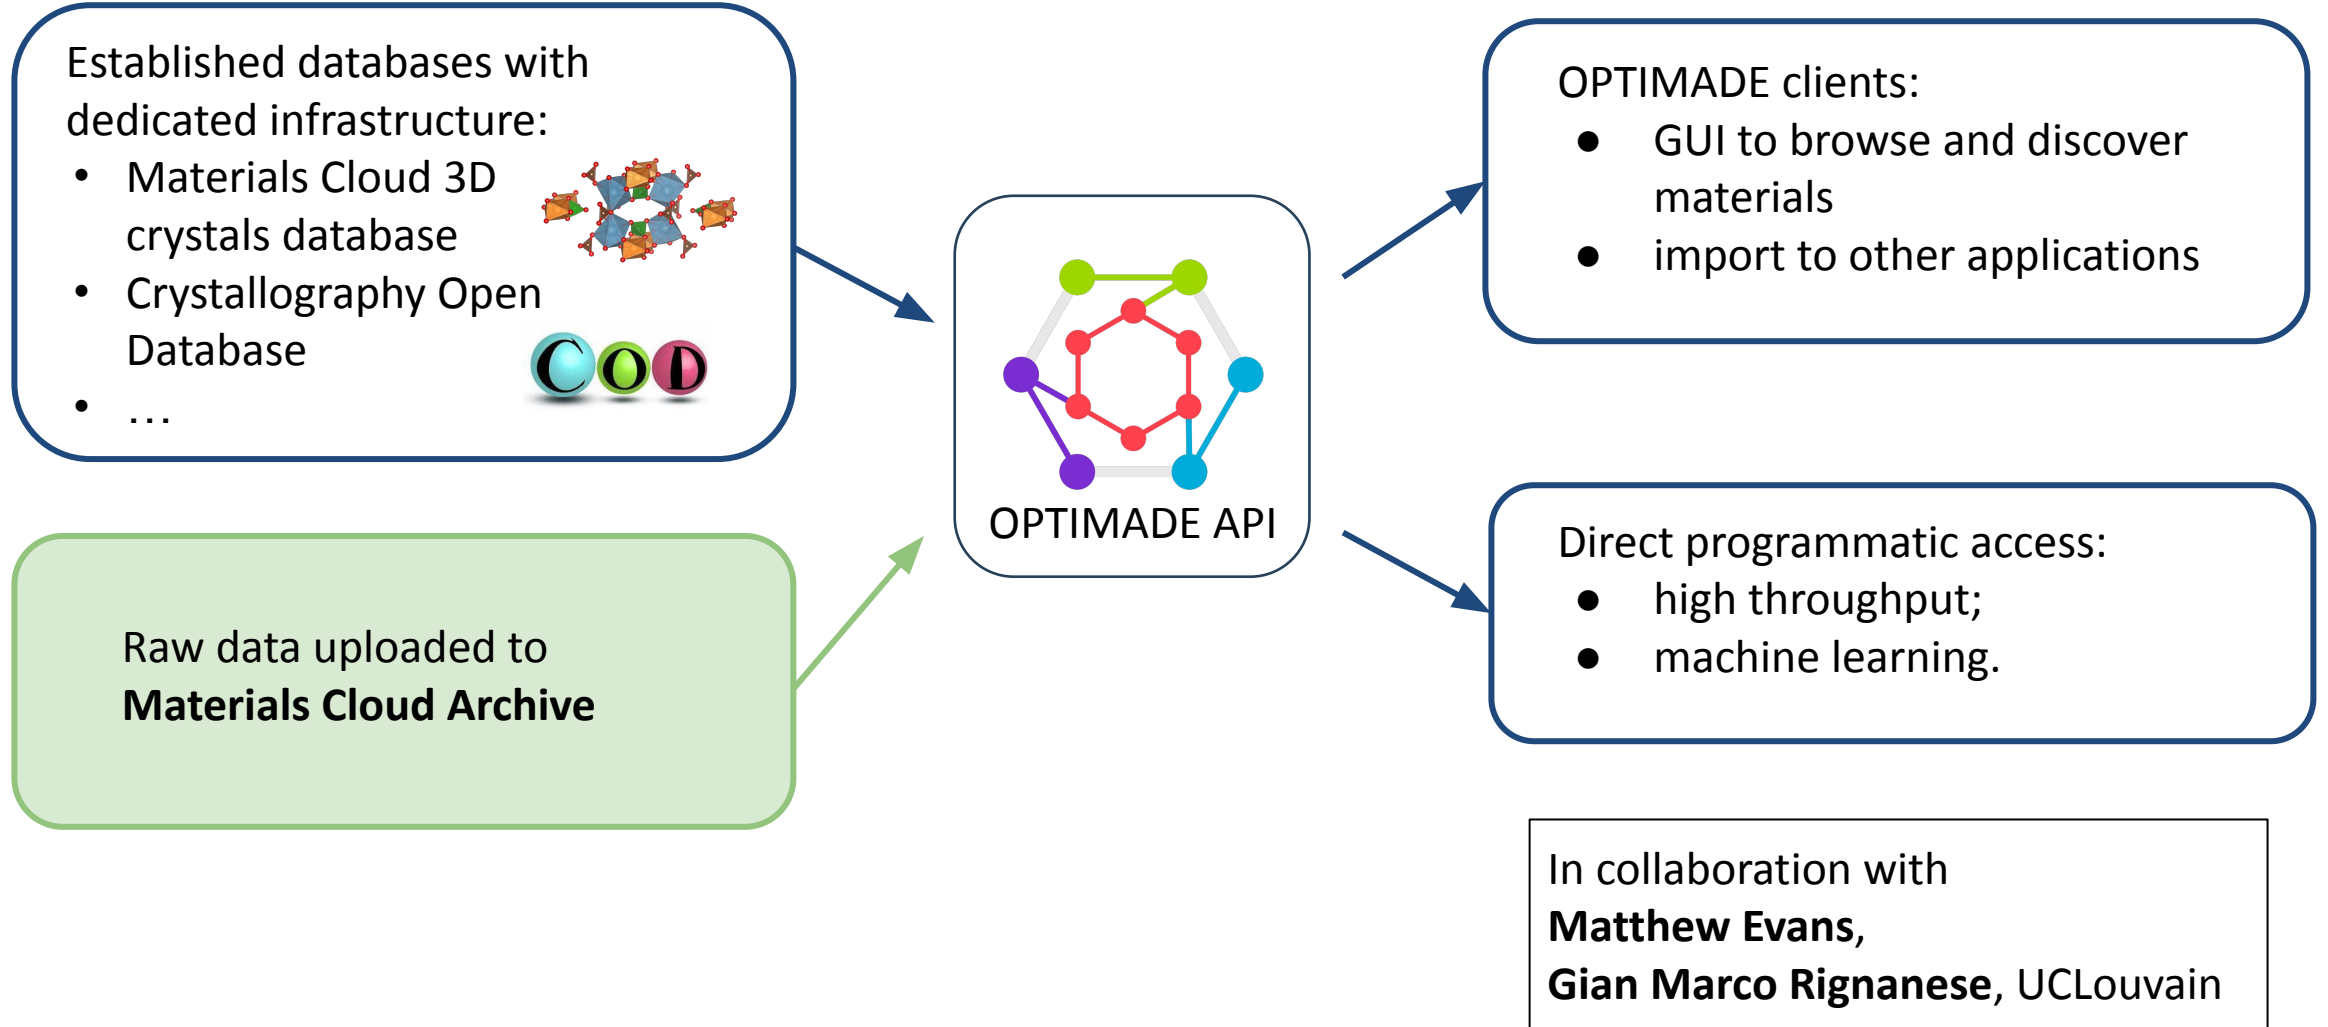 Established databases with
dedicated infrastructure:
• Materials Cloud 3D
crystals database
• Crystallography Open
Database
• …
COD
Raw data uploaded to
Materials Cloud Archive
OPTIMADE API
OPTIMADE clients:
● GUI to browse and discover
materials
● import to other applications
Direct programmatic access:
● high throughput;
● machine learning.
In collaboration with
Matthew Evans,
Gian Marco Rignanese, UCLouvain